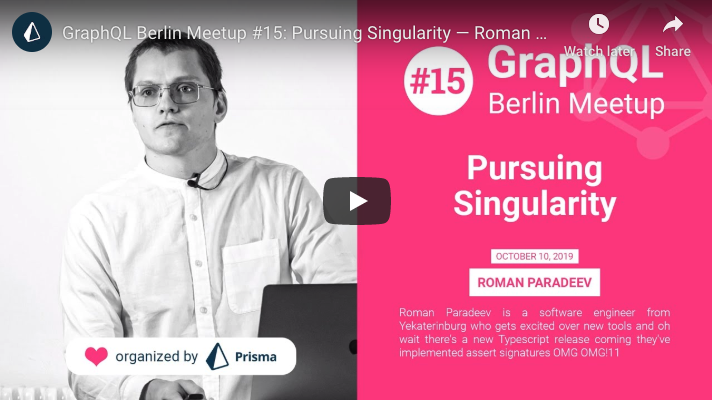 GraphQL Berlin Meetup #15: Pursuing Singularity — Roman ...
Watch later
Share
#15
GraphQL
Berlin Meetup
Pursuing
Singularity
OCTOBER 10, 2019
ROMAN PARADEEV
Roman Paradeev is a software engineer from
Yekaterinburg who gets excited over new tools and oh
wait there's a new Typescript release coming they've
implemented assert signatures OMG OMG!11
organized by Prisma